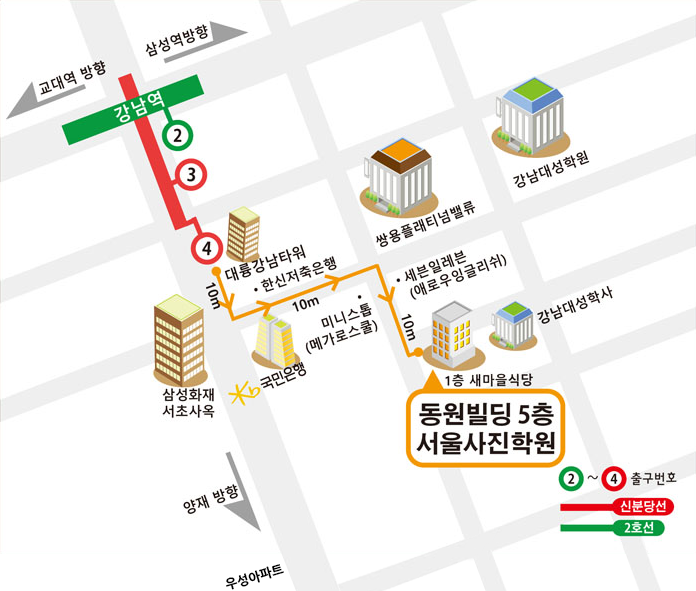 삼성역방향
교대역 방향
강남역
2
3
4
강남대성학원
쌍용플래티넘밸류
대륭강남타워
• 한신저축은행
• 세븐일레븐
(애로우잉글리쉬)
10m
10m
10m
미니스톱
(메가로스쿨)
강남대성학사
국민은행
1층 새마을식당
삼성화재
서초사옥
동원빌딩 5층
서울사진학원
2 ~ 4 출구번호
신분당선
2호선
양재 방향
우성아파트